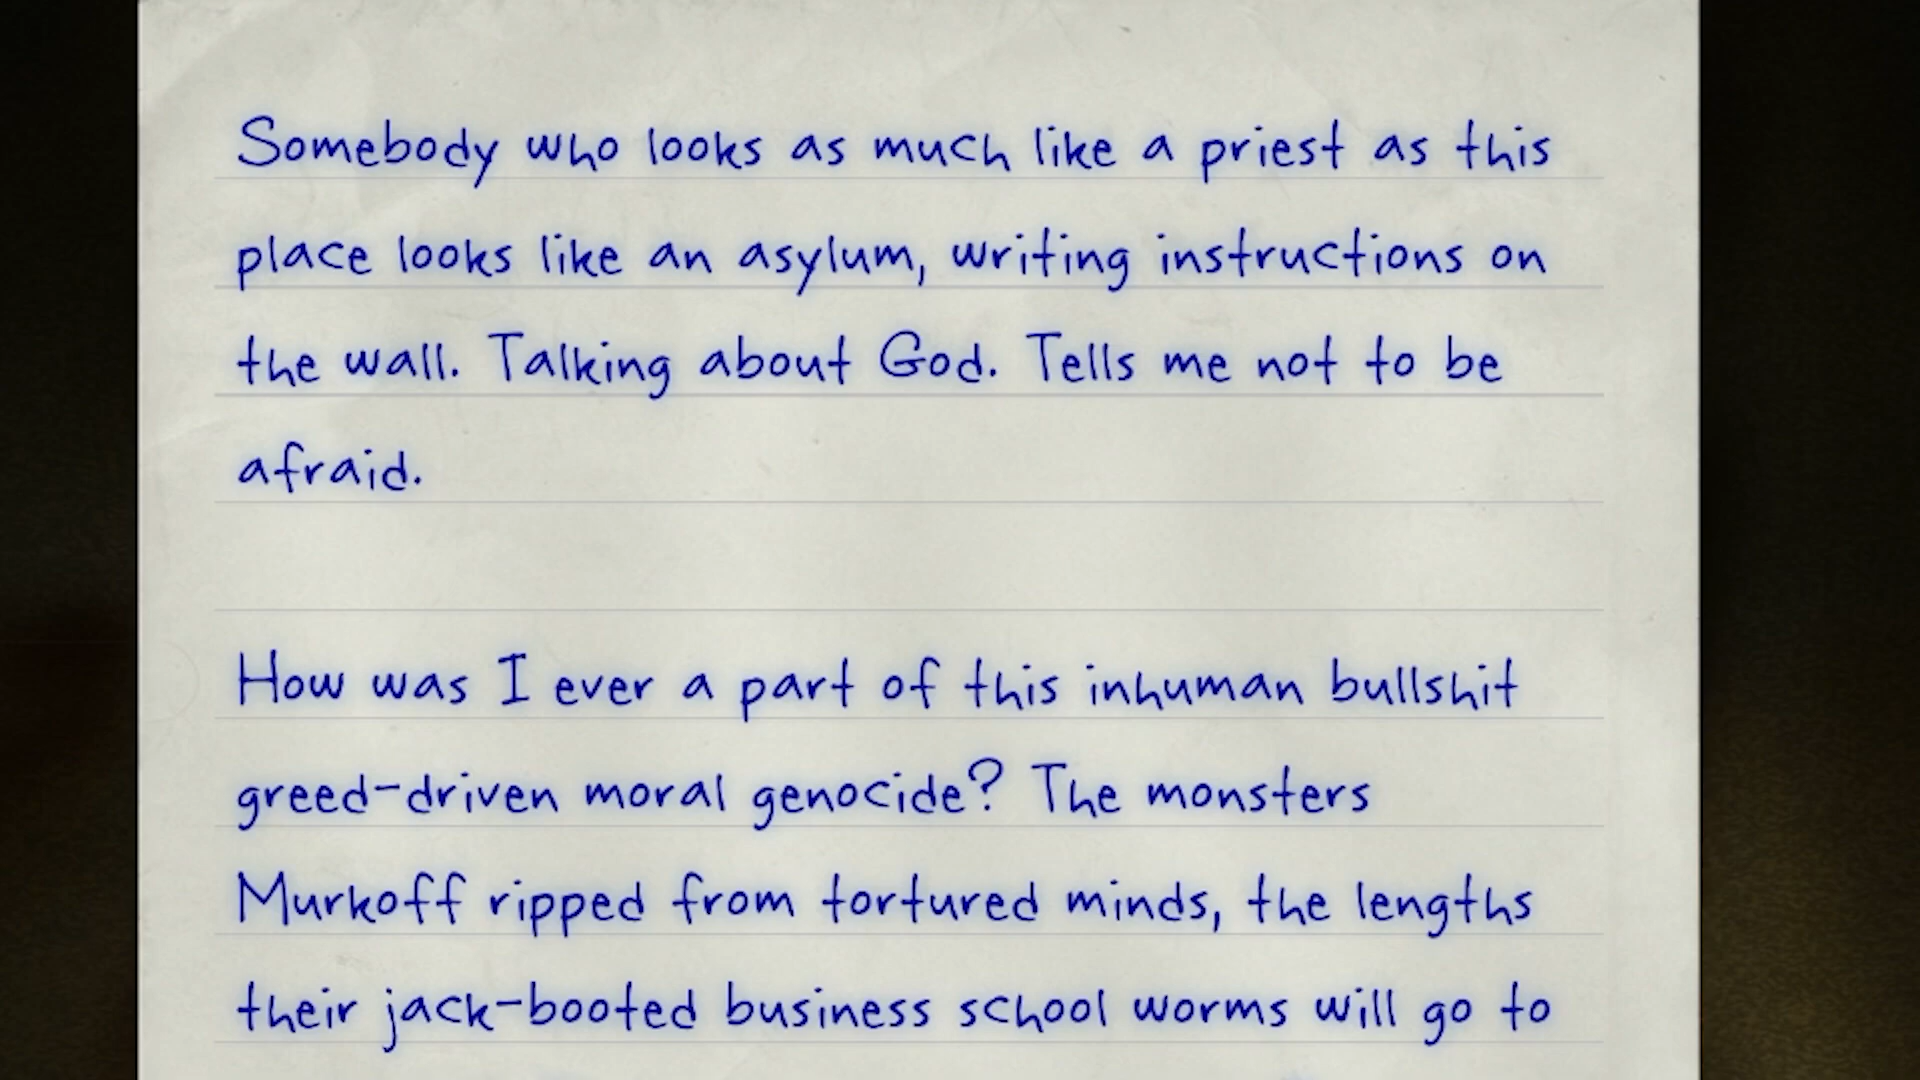 Somebody who looks as much like a priest as this
place looks like an asylum, writing instructions on
the wall. Talking about God. Tells me not to be
afraid.
How was I ever a part of this inhuman bullshit
greed-driven moral genocide? The monsters
Murkoff ripped from tortured minds, the lengths
their jack-booted business school worms will go to